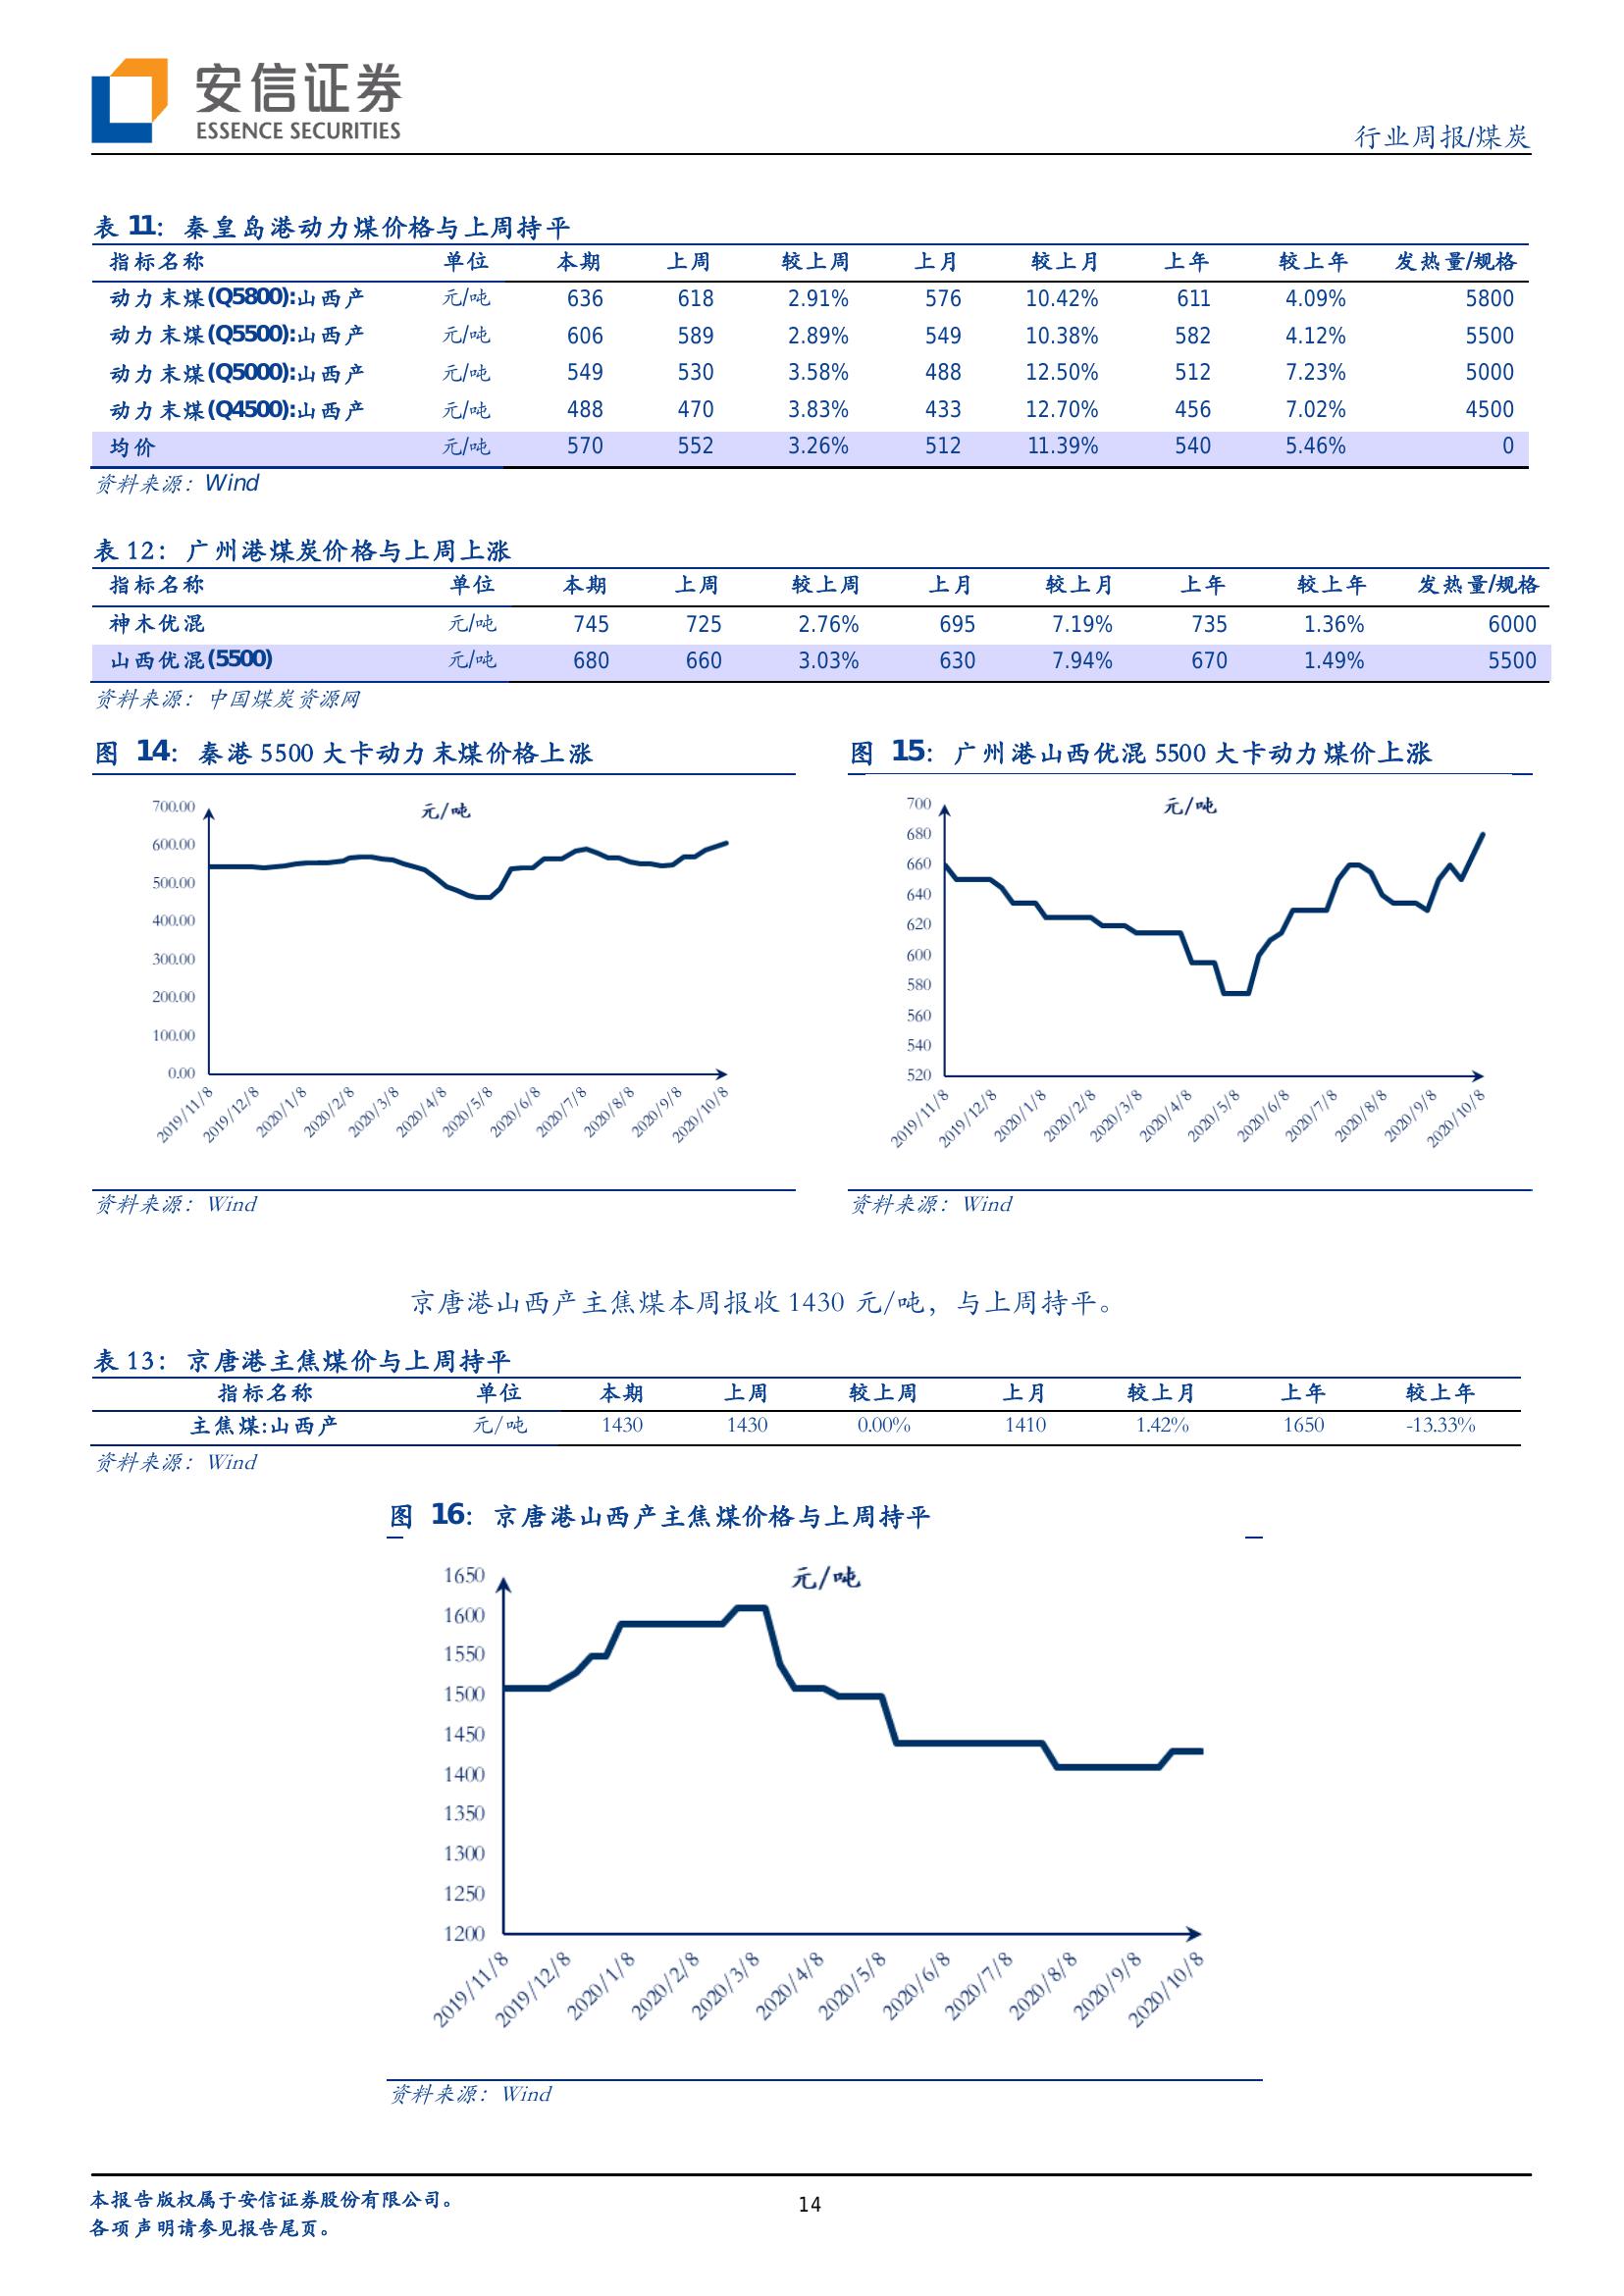 安信证券
ESSENCE SECURITIES
行业周报/煤炭
表 11：秦皇岛港动力煤价格与上周持平
指标名称 单位 本期 上周 较上周 上月 较上月 上年 较上年 发热量/规格
动力末煤(Q5800):山西产 元/吨 636 618 2.91% 576 10.42% 611 4.09% 5800
动力末煤(Q5500):山西产 元/吨 606 589 2.89% 549 10.38% 582 4.12% 5500
动力末煤(Q5000):山西产 元/吨 549 530 3.58% 488 12.50% 512 7.23% 5000
动力末煤(Q4500):山西产 元/吨 488 470 3.83% 433 12.70% 456 7.02% 4500
均价 元/吨 570 552 3.26% 512 11.39% 540 5.46% 0
资料来源：Wind
表 12：广州港煤炭价格与上周上涨
指标名称 单位 本期 上周 较上周 上月 较上月 上年 较上年 发热量/规格
神木优混 元/吨 745 725 2.76% 695 7.19% 735 1.36% 6000
山西优混(5500) 元/吨 680 660 3.03% 630 7.94% 670 1.49% 5500
资料来源：中国煤炭资源网
图 14：秦港 5500 大卡动力末煤价格上涨
元/吨
700.00
600.00
500.00
400.00
300.00
200.00
100.00
0.00
2019/11/8 2019/12/8 2020/1/8 2020/2/8 2020/3/8 2020/4/8 2020/5/8 2020/6/8 2020/7/8 2020/8/8 2020/9/8 2020/10/8
资料来源：Wind
图 15：广州港山西优混 5500 大卡动力煤价上涨
元/吨
700
680
660
640
620
600
580
560
540
520
2019/11/8 2019/12/8 2020/1/8 2020/2/8 2020/3/8 2020/4/8 2020/5/8 2020/6/8 2020/7/8 2020/8/8 2020/9/8 2020/10/8
资料来源：Wind
京唐港山西产主焦煤本周报收 1430 元/吨，与上周持平。
表 13：京唐港主焦煤价与上周持平
指标名称 单位 本期 上周 较上周 上月 较上月 上年 较上年
主焦煤:山西产 元/吨 1430 1430 0.00% 1410 1.42% 1650 -13.33%
资料来源：Wind
图 16：京唐港山西产主焦煤价格与上周持平
元/吨
1650
1600
1550
1500
1450
1400
1350
1300
1250
1200
2019/11/8 2019/12/8 2020/1/8 2020/2/8 2020/3/8 2020/4/8 2020/5/8 2020/6/8 2020/7/8 2020/8/8 2020/9/8 2020/10/8
资料来源：Wind
本报告版权属于安信证券股份有限公司。
各项声明请参见报告尾页。
14